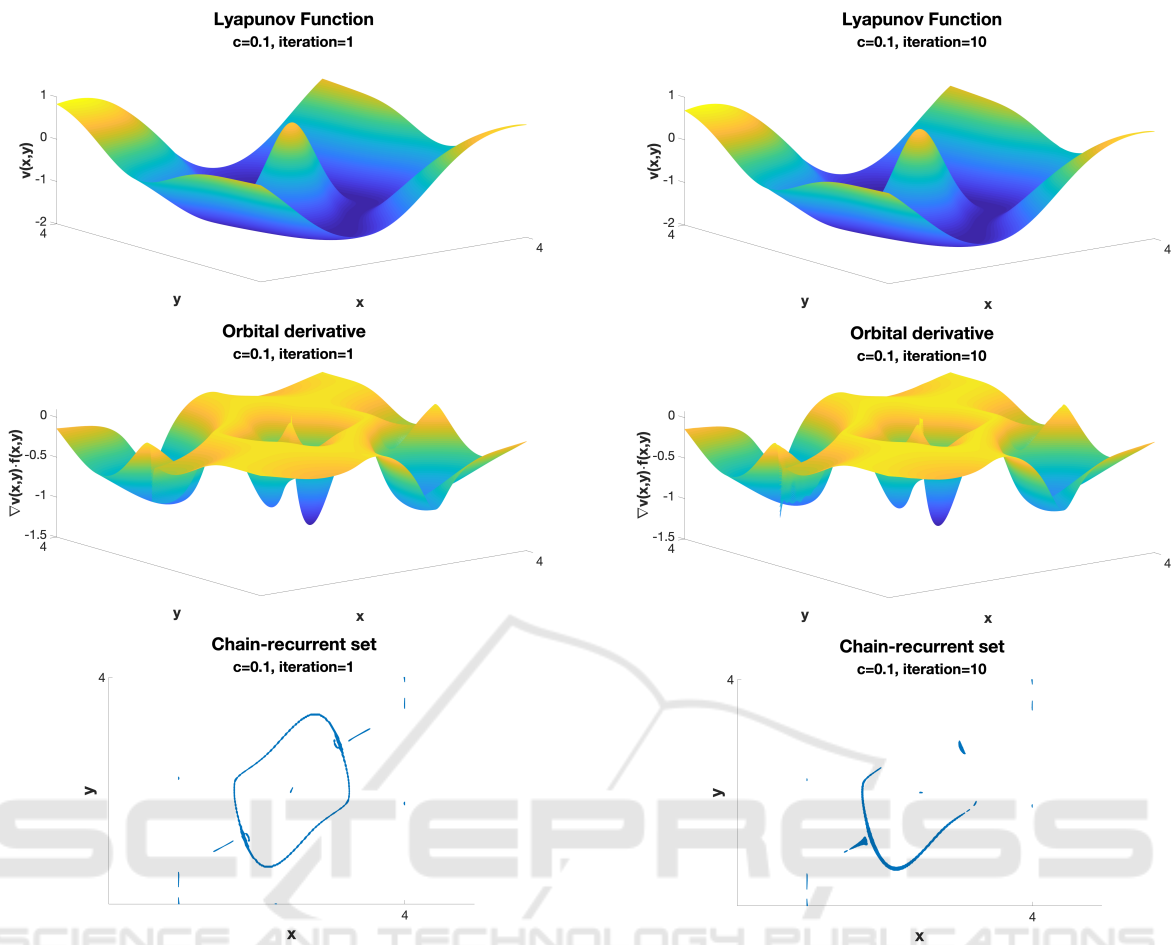 Lyapunov Function
c=0.1, iteration=1
v(x,y)
1
0
-1
-2
4
4
y
x
Lyapunov Function
c=0.1, iteration=10
v(x,y)
1
0
-1
-2
4
4
y
x
Orbital derivative
c=0.1, iteration=1
▽v(x,y)·f(x,y)
0
-0.5
-1
-1.5
4
4
y
x
Orbital derivative
c=0.1, iteration=10
▽v(x,y)·f(x,y)
0
-0.5
-1
-1.5
4
4
y
x
Chain-recurrent set
c=0.1, iteration=1
4
y
4
x
Chain-recurrent set
c=0.1, iteration=10
4
y
4
x
SCITEPRESS
SCIENCE AND TECHNOLOGY PUBLICATIONS